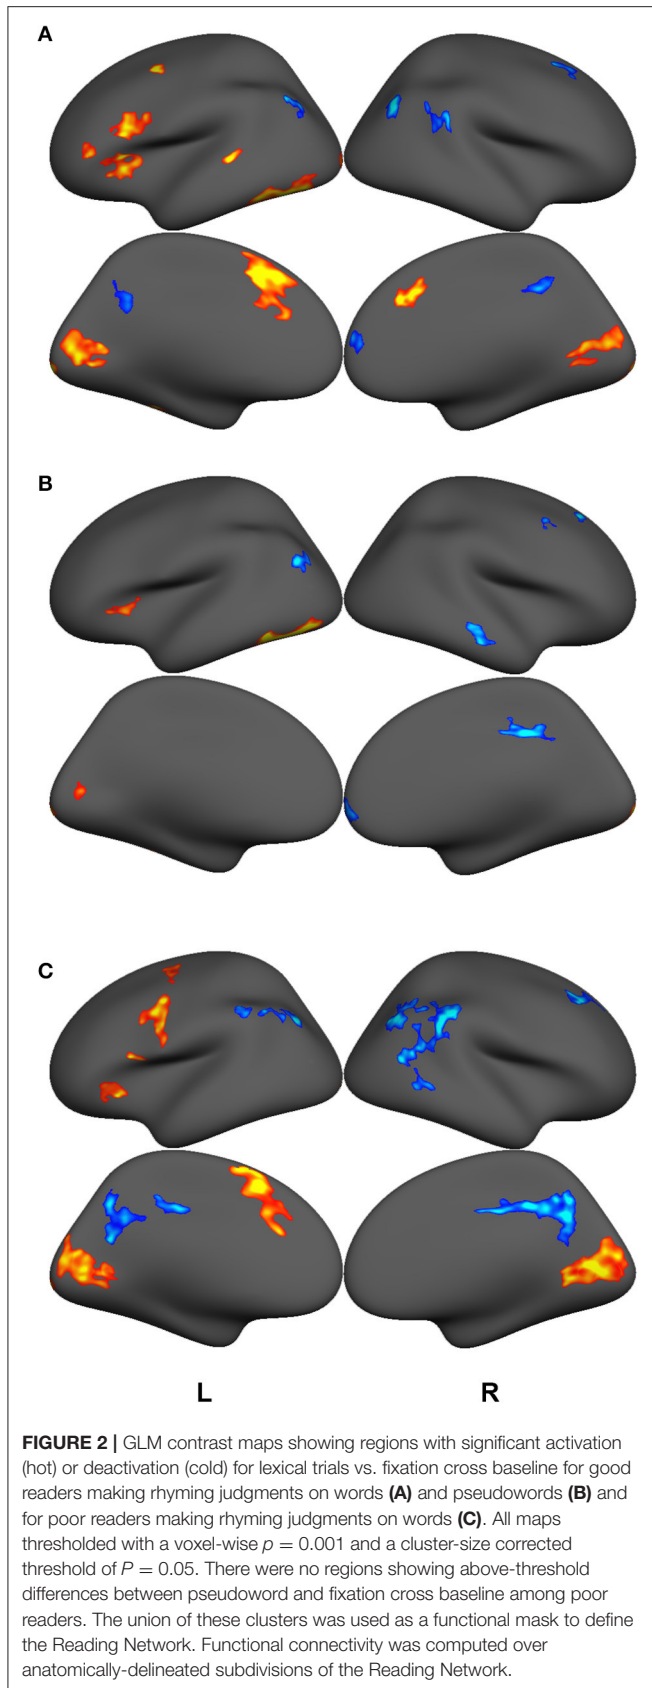 A
B
C
L
R
FIGURE 2 | GLM contrast maps showing regions with significant activation
(hot) or deactivation (cold) for lexical trials vs. fixation cross baseline for good
readers making rhyming judgments on words (A) and pseudowords (B) and
for poor readers making rhyming judgments on words (C). All maps
thresholded with a voxel-wise p = 0.001 and a cluster-size corrected
threshold of P = 0.05. There were no regions showing above-threshold
differences between pseudoword and fixation cross baseline among poor
readers. The union of these clusters was used as a functional mask to define
the Reading Network. Functional connectivity was computed over
anatomically-delineated subdivisions of the Reading Network.